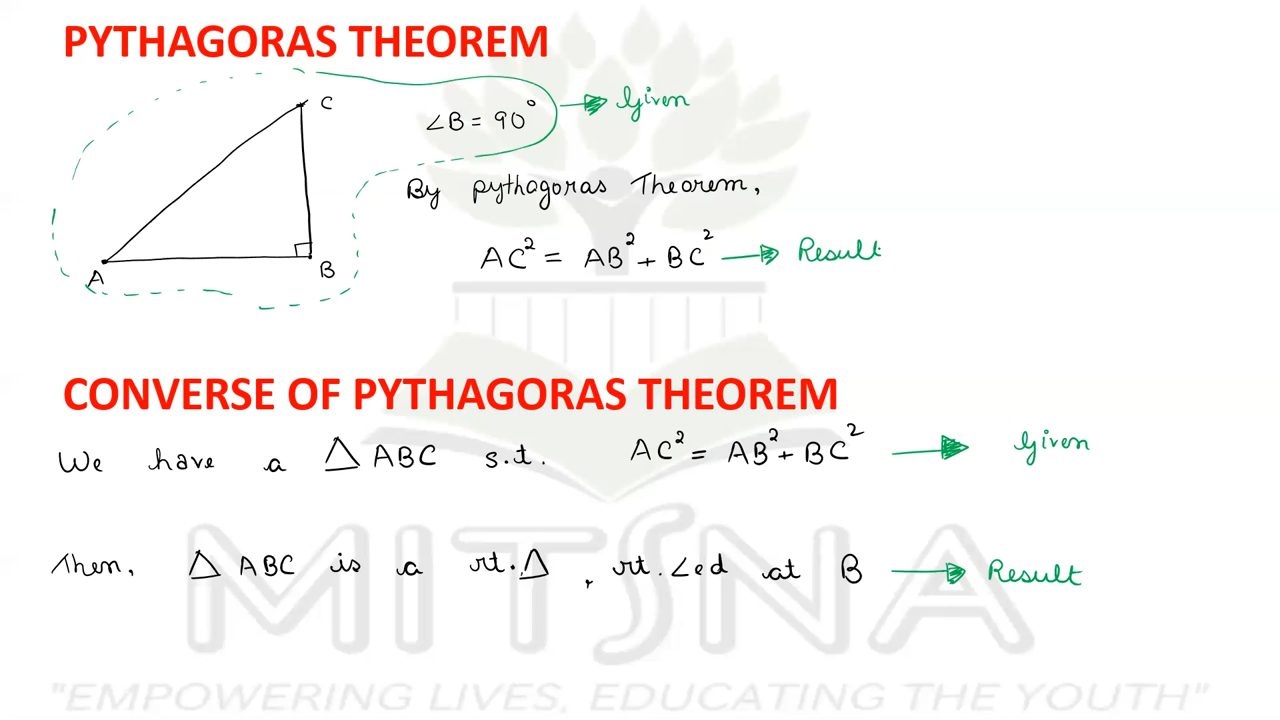 PYTHAGORAS THEOREM
C
∠B = 90° → Given
By pythagoras Theorem,
AC² = AB² + BC² → Result
A
B
CONVERSE OF PYTHAGORAS THEOREM
We have a △ ABC s.t. AC² = AB² + BC² → Given
Then, △ ABC is a rt. △, rt. ∠ed at B → Result
MITSNA
"EMPOWERING LIVES, EDUCATING THE YOUTH"